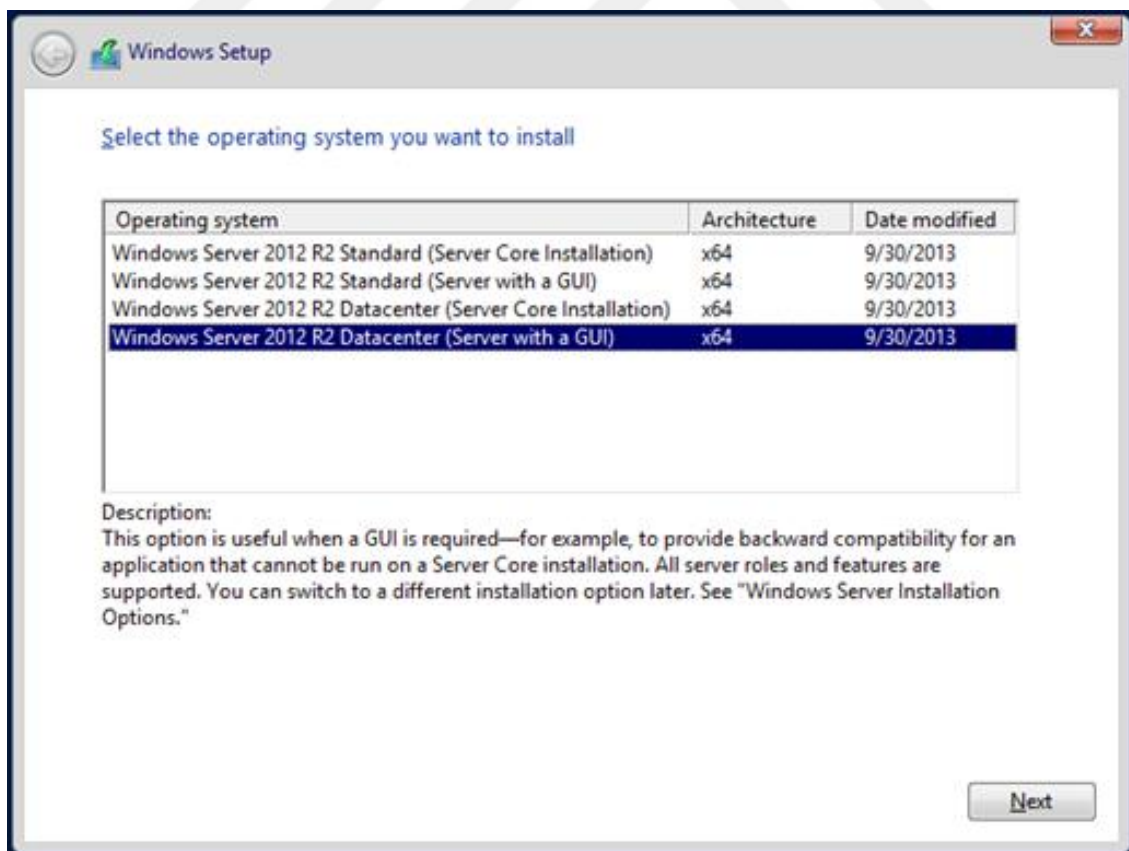 Windows Setup
Select the operating system you want to install
Operating system Architecture Date modified
Windows Server 2012 R2 Standard (Server Core Installation) x64 9/30/2013
Windows Server 2012 R2 Standard (Server with a GUI) x64 9/30/2013
Windows Server 2012 R2 Datacenter (Server Core Installation) x64 9/30/2013
Windows Server 2012 R2 Datacenter (Server with a GUI) x64 9/30/2013
Description:
This option is useful when a GUI is required—for example, to provide backward compatibility for an
application that cannot be run on a Server Core installation. All server roles and features are
supported. You can switch to a different installation option later. See "Windows Server Installation
Options."
Next